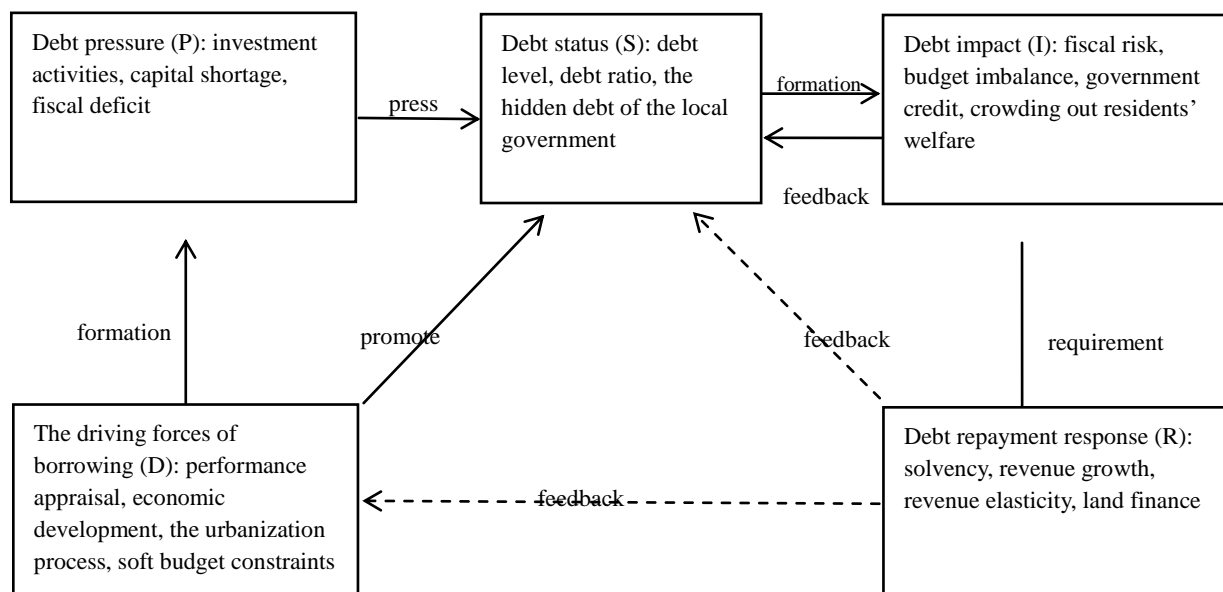 Debt pressure (P): investment
activities, capital shortage,
fiscal deficit
press
Debt status (S): debt
level, debt ratio, the
hidden debt of the local
government
formation
feedback
Debt impact (I): fiscal risk,
budget imbalance, government
credit, crowding out residents’
welfare
formation
promote
feedback
requirement
The driving forces of
borrowing (D): performance
appraisal, economic
development, the urbanization
process, soft budget constraints
feedback
Debt repayment response (R):
solvency, revenue growth,
revenue elasticity, land finance